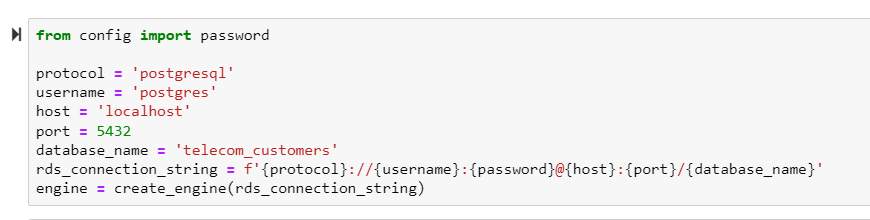 from config import password
protocol = 'postgresql'
username = 'postgres'
host = 'localhost'
port = 5432
database_name = 'telecom_customers'
rds_connection_string = f'{protocol}://{username}:{password}@{host}:{port}/{database_name}'
engine = create_engine(rds_connection_string)